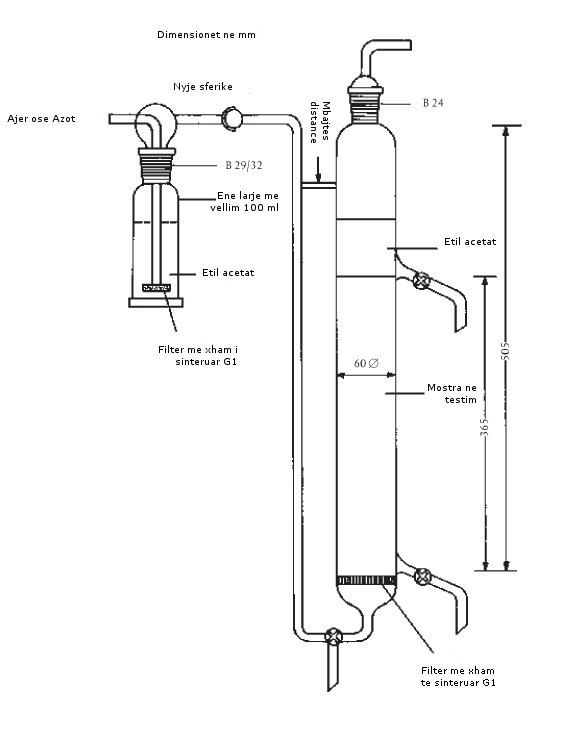 Dimensionet ne mm
Nyje sferike
Ajer ose Azot
Mbajtes
distance
B 24
B 29/32
Ene larje me
vellim 100 ml
Etil acetat
Etil acetat
Filter me xham i
sinteruar G1
60 Ø
Mostra ne
testim
505
365
Filter me xham
te sinteruar G1